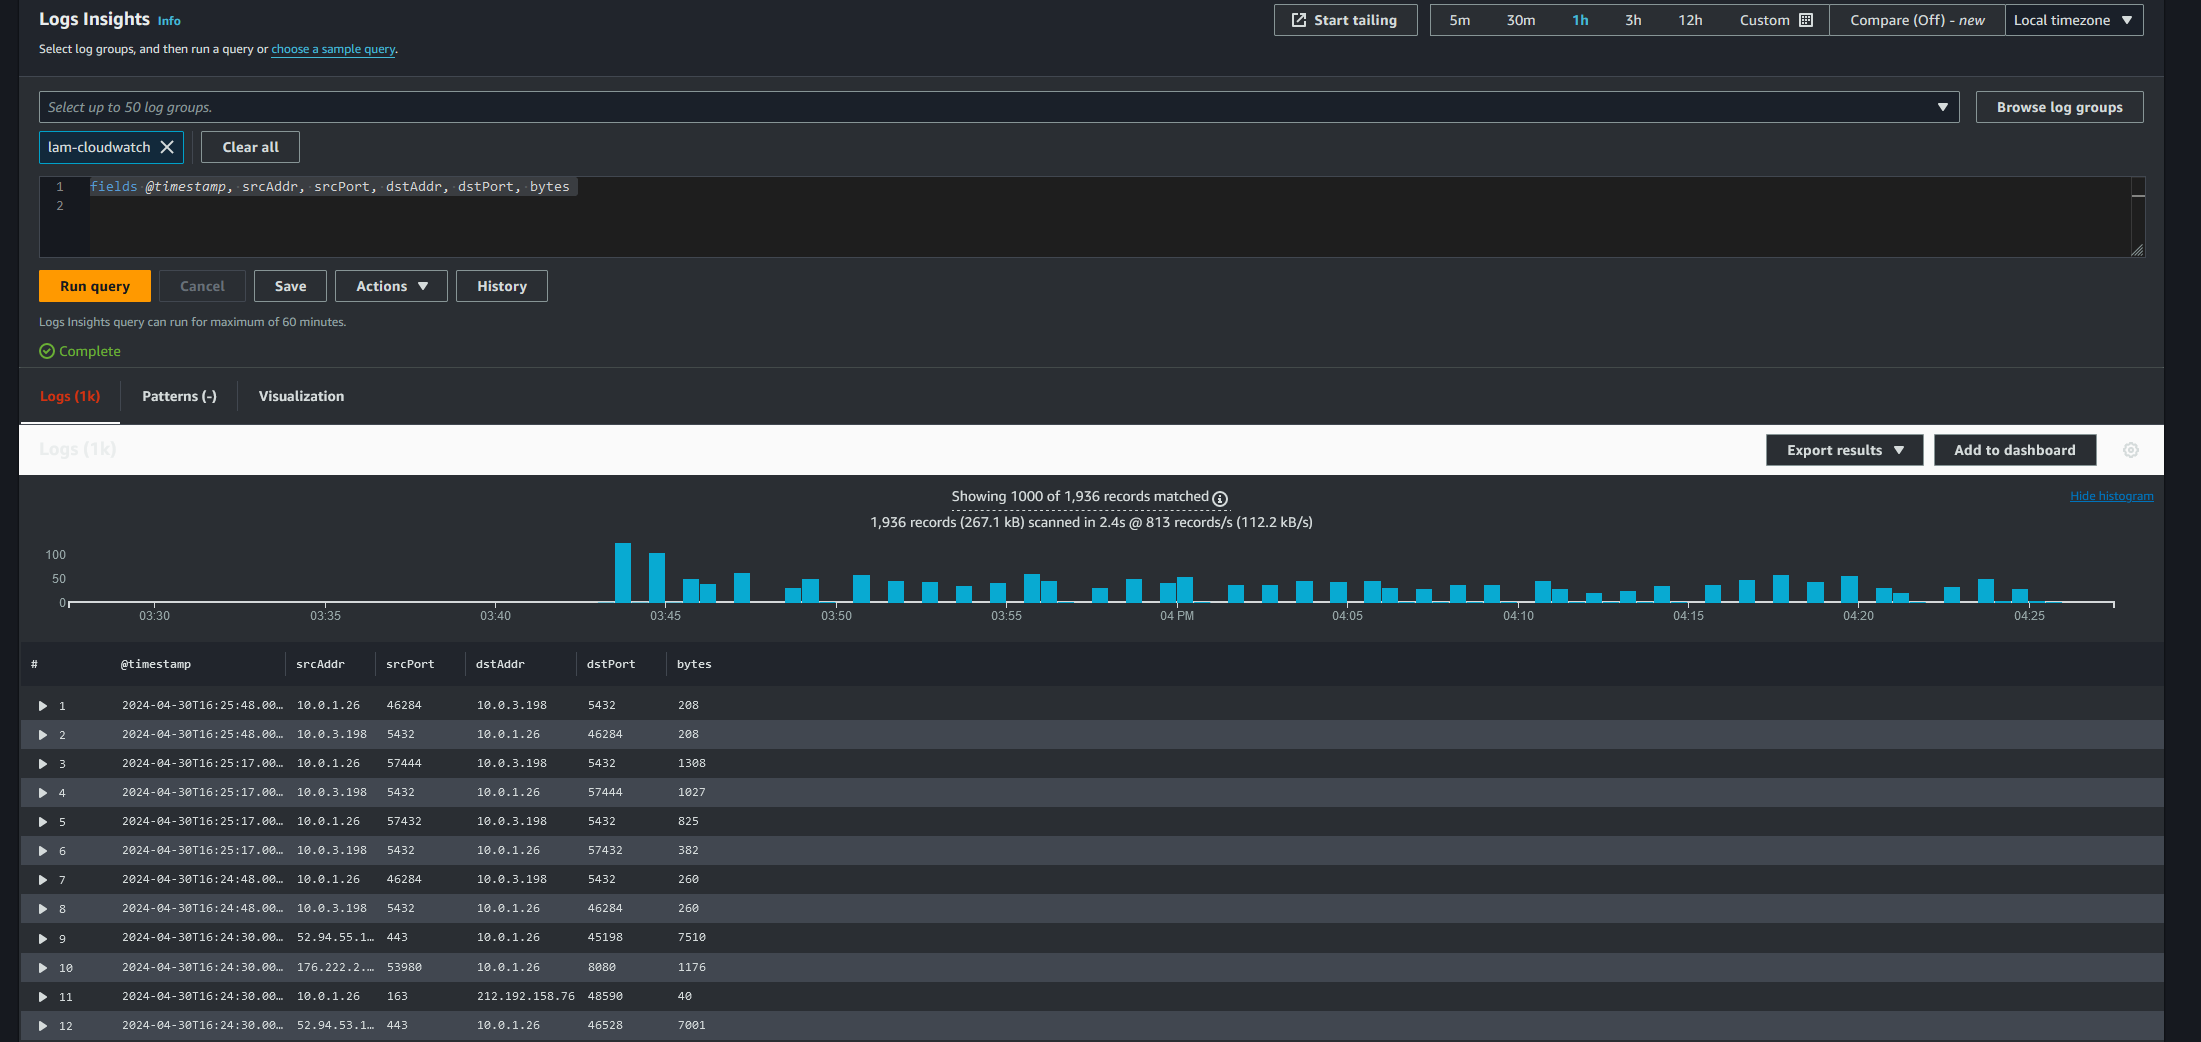 Logs Insights Info
Start tailing 5m 30m 1h 3h 12h Custom Compare (Off) - new Local timezone
Select log groups, and then run a query or choose a sample query.
Select up to 50 log groups.
Browse log groups
lam-cloudwatch Clear all
1 fields @timestamp, srcAddr, srcPort, dstAddr, dstPort, bytes
2
Run query Cancel Save Actions History
Logs Insights query can run for maximum of 60 minutes.
Complete
Logs (1k) Patterns (-) Visualization
Logs (1k)
Export results Add to dashboard
Showing 1000 of 1,936 records matched
Hide histogram
1,936 records (267.1 kB) scanned in 2.4s @ 813 records/s (112.2 kB/s)
100
50
0
03:30 03:35 03:40 03:45 03:50 03:55 04 PM 04:05 04:10 04:15 04:20 04:25
# @timestamp srcAddr srcPort dstAddr dstPort bytes
1 2024-04-30T16:25:48.00… 10.0.1.26 46284 10.0.3.198 5432 208
2 2024-04-30T16:25:48.00… 10.0.3.198 5432 10.0.1.26 46284 208
3 2024-04-30T16:25:17.00… 10.0.1.26 57444 10.0.3.198 5432 1308
4 2024-04-30T16:25:17.00… 10.0.3.198 5432 10.0.1.26 57444 1027
5 2024-04-30T16:25:17.00… 10.0.1.26 57432 10.0.3.198 5432 825
6 2024-04-30T16:25:17.00… 10.0.3.198 5432 10.0.1.26 57432 382
7 2024-04-30T16:24:48.00… 10.0.1.26 46284 10.0.3.198 5432 260
8 2024-04-30T16:24:48.00… 10.0.3.198 5432 10.0.1.26 46284 260
9 2024-04-30T16:24:30.00… 52.94.55.1… 443 10.0.1.26 45198 7510
10 2024-04-30T16:24:30.00… 176.222.2.… 53980 10.0.1.26 8080 1176
11 2024-04-30T16:24:30.00… 10.0.1.26 163 212.192.158.76 48590 40
12 2024-04-30T16:24:30.00… 52.94.53.1… 443 10.0.1.26 46528 7001